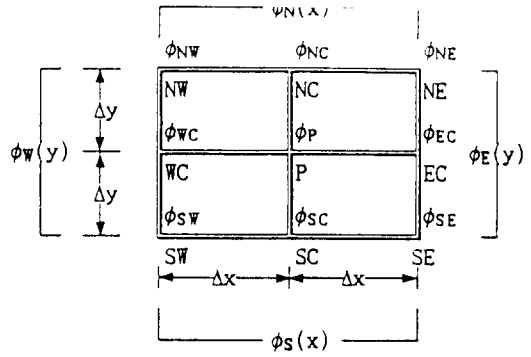 ϕN(x)
ϕNW ϕNC ϕNE
NW NC NE
Δy
ϕWC ϕP ϕEC
ϕW(y) ϕE(y)
WC P EC
Δy
ϕSW ϕSC ϕSE
SW SC SE
Δx Δx
ϕS(x)